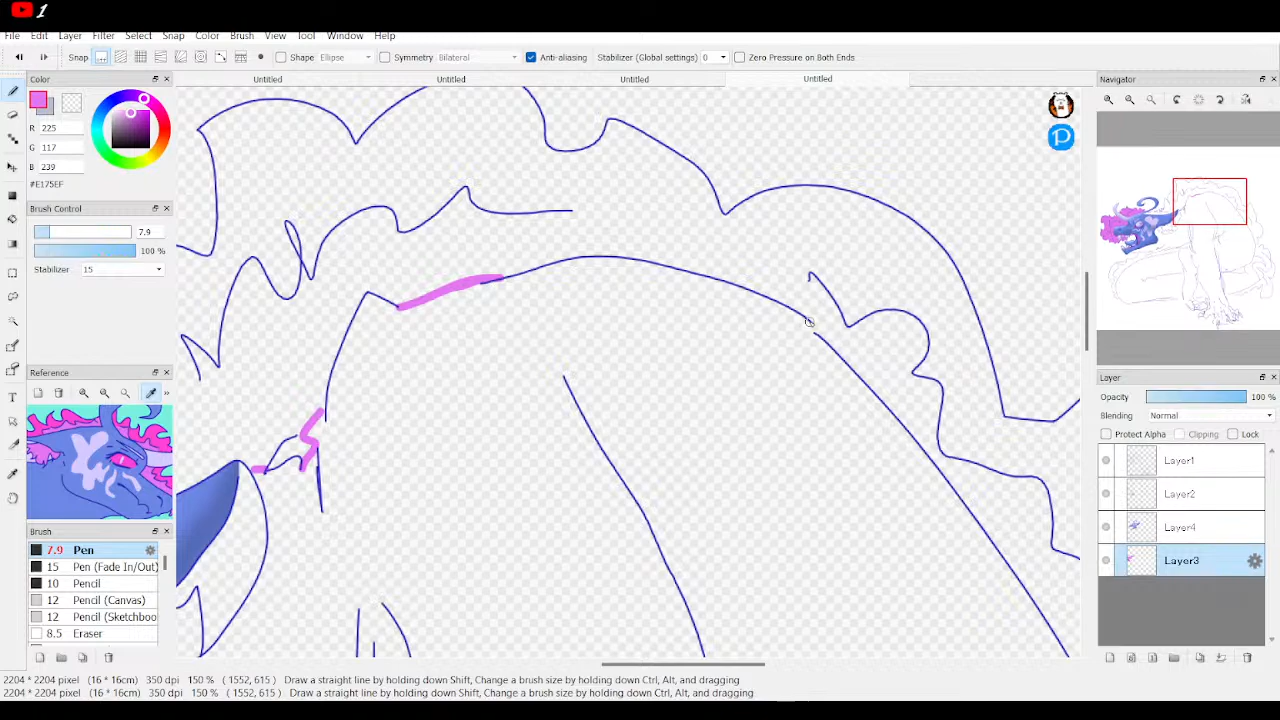 1
File Edit Layer Filter Select Snap Color Brush View Tool Window Help
Snap Shape Ellipse Symmetry Bilateral Anti-aliasing Stabilizer (Global settings) 0 Zero Pressure on Both Ends
Color Untitled Untitled Untitled Untitled Navigator
R 225
G 117
B 239
#E175EF
Brush Control
7.9
100 %
Stabilizer 15
Reference
Layer
Opacity 100 %
Blending Normal
Protect Alpha Clipping Lock
Layer1
Layer2
Layer4
Layer3
Brush
7.9 Pen
15 Pen (Fade In/Out)
10 Pencil
12 Pencil (Canvas)
12 Pencil (Sketchboo
8.5 Eraser
2204 * 2204 pixel (16 * 16cm) 350 dpi 150 % ( 1552, 615 ) Draw a straight line by holding down Shift, Change a brush size by holding down Ctrl, Alt, and dragging
2204 * 2204 pixel (16 * 16cm) 350 dpi 150 % ( 1552, 615 ) Draw a straight line by holding down Shift, Change a brush size by holding down Ctrl, Alt, and dragging